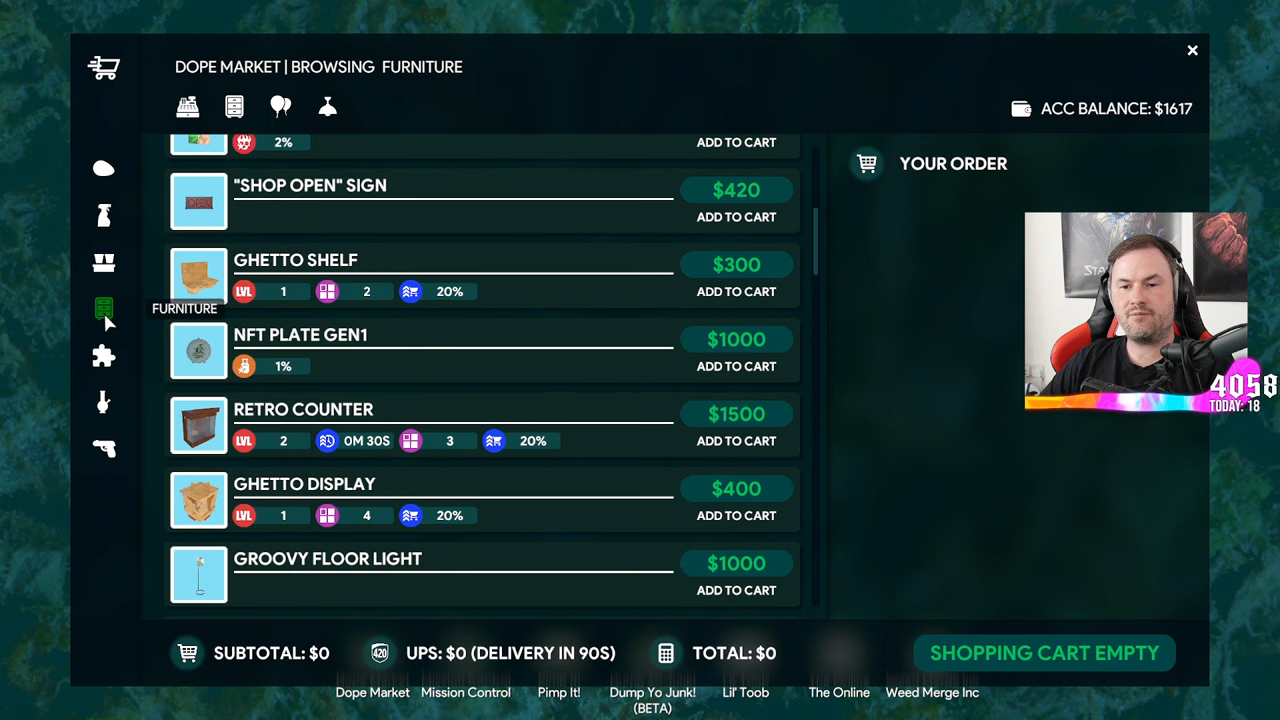 DOPE MARKET | BROWSING FURNITURE
ACC BALANCE: $1617
2%
ADD TO CART
YOUR ORDER
"SHOP OPEN" SIGN
$420
OPEN
ADD TO CART
GHETTO SHELF
$300
LVL 1 2 20%
ADD TO CART
FURNITURE
NFT PLATE GEN1
$1000
1%
ADD TO CART
4058
TODAY: 18
RETRO COUNTER
$1500
LVL 2 0M 30S 3 20%
ADD TO CART
GHETTO DISPLAY
$400
LVL 1 4 20%
ADD TO CART
GROOVY FLOOR LIGHT
$1000
ADD TO CART
SUBTOTAL: $0
420 UPS: $0 (DELIVERY IN 90S)
TOTAL: $0
SHOPPING CART EMPTY
Dope Market
Mission Control
Pimp It!
Dump Yo Junk!
(BETA)
Lil' Toob
The Online
Weed Merge Inc